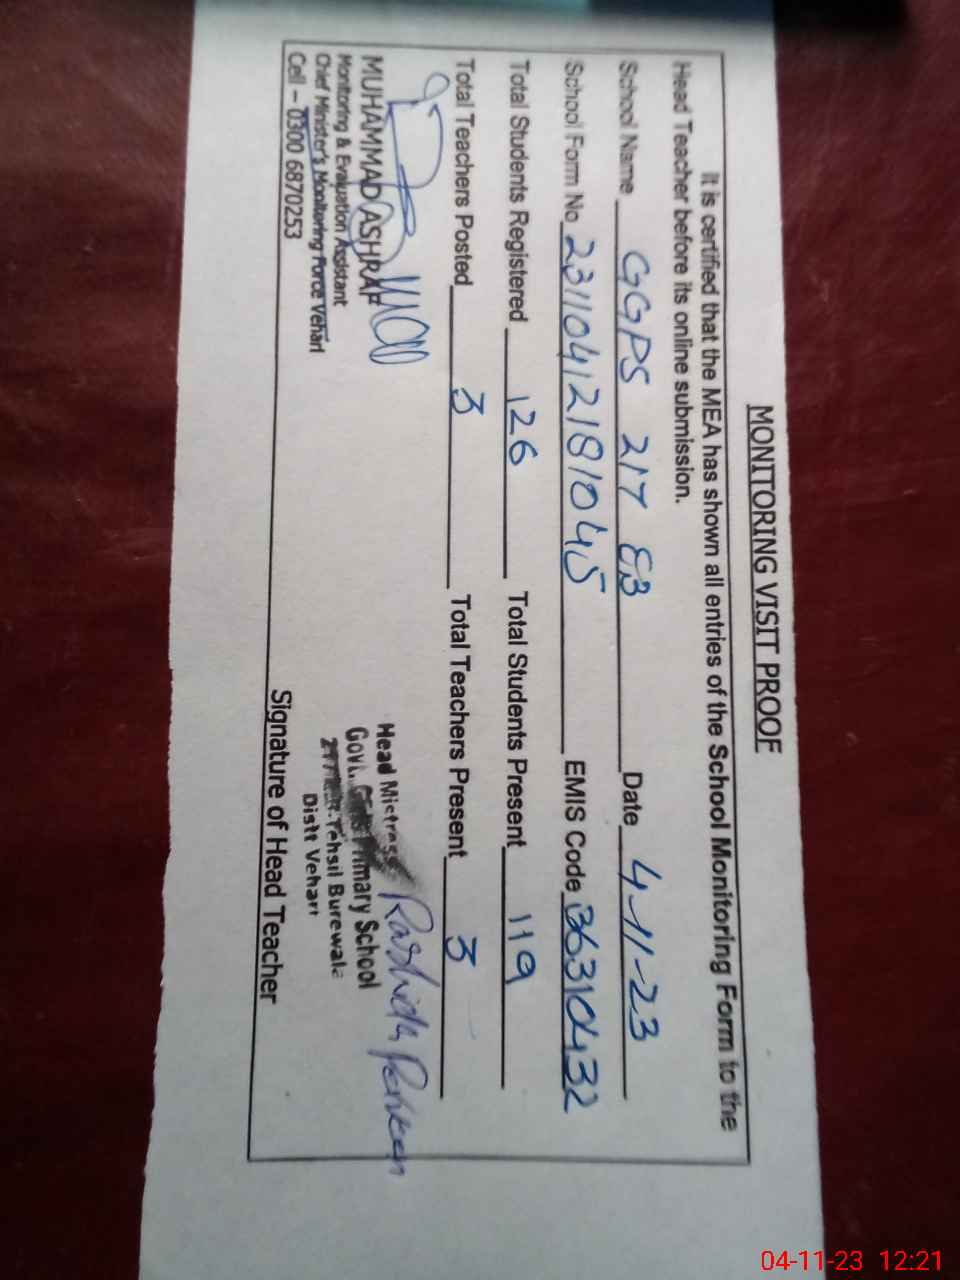 MONITORING VISIT PROOF
It is certified that the MEA has shown all entries of the School Monitoring Form to the
Head Teacher before its online submission.
School Name GGPS 217 EB Date 4-11-23
School Form No 23110412181045 EMIS Code 36310432
Total Students Registered 126 Total Students Present 119
Total Teachers Posted 3 Total Teachers Present 3
MUHAMMAD ASHRAF
Monitoring & Evaluation Assistant
Chief Minister's Monitoring Force Vehari
Cell – 0300 6870253
Rashida Perveen
Head Mistress
Govt. Primary School
Tehsil Burewala
Distt Vehari
Signature of Head Teacher
04-11-23 12:21